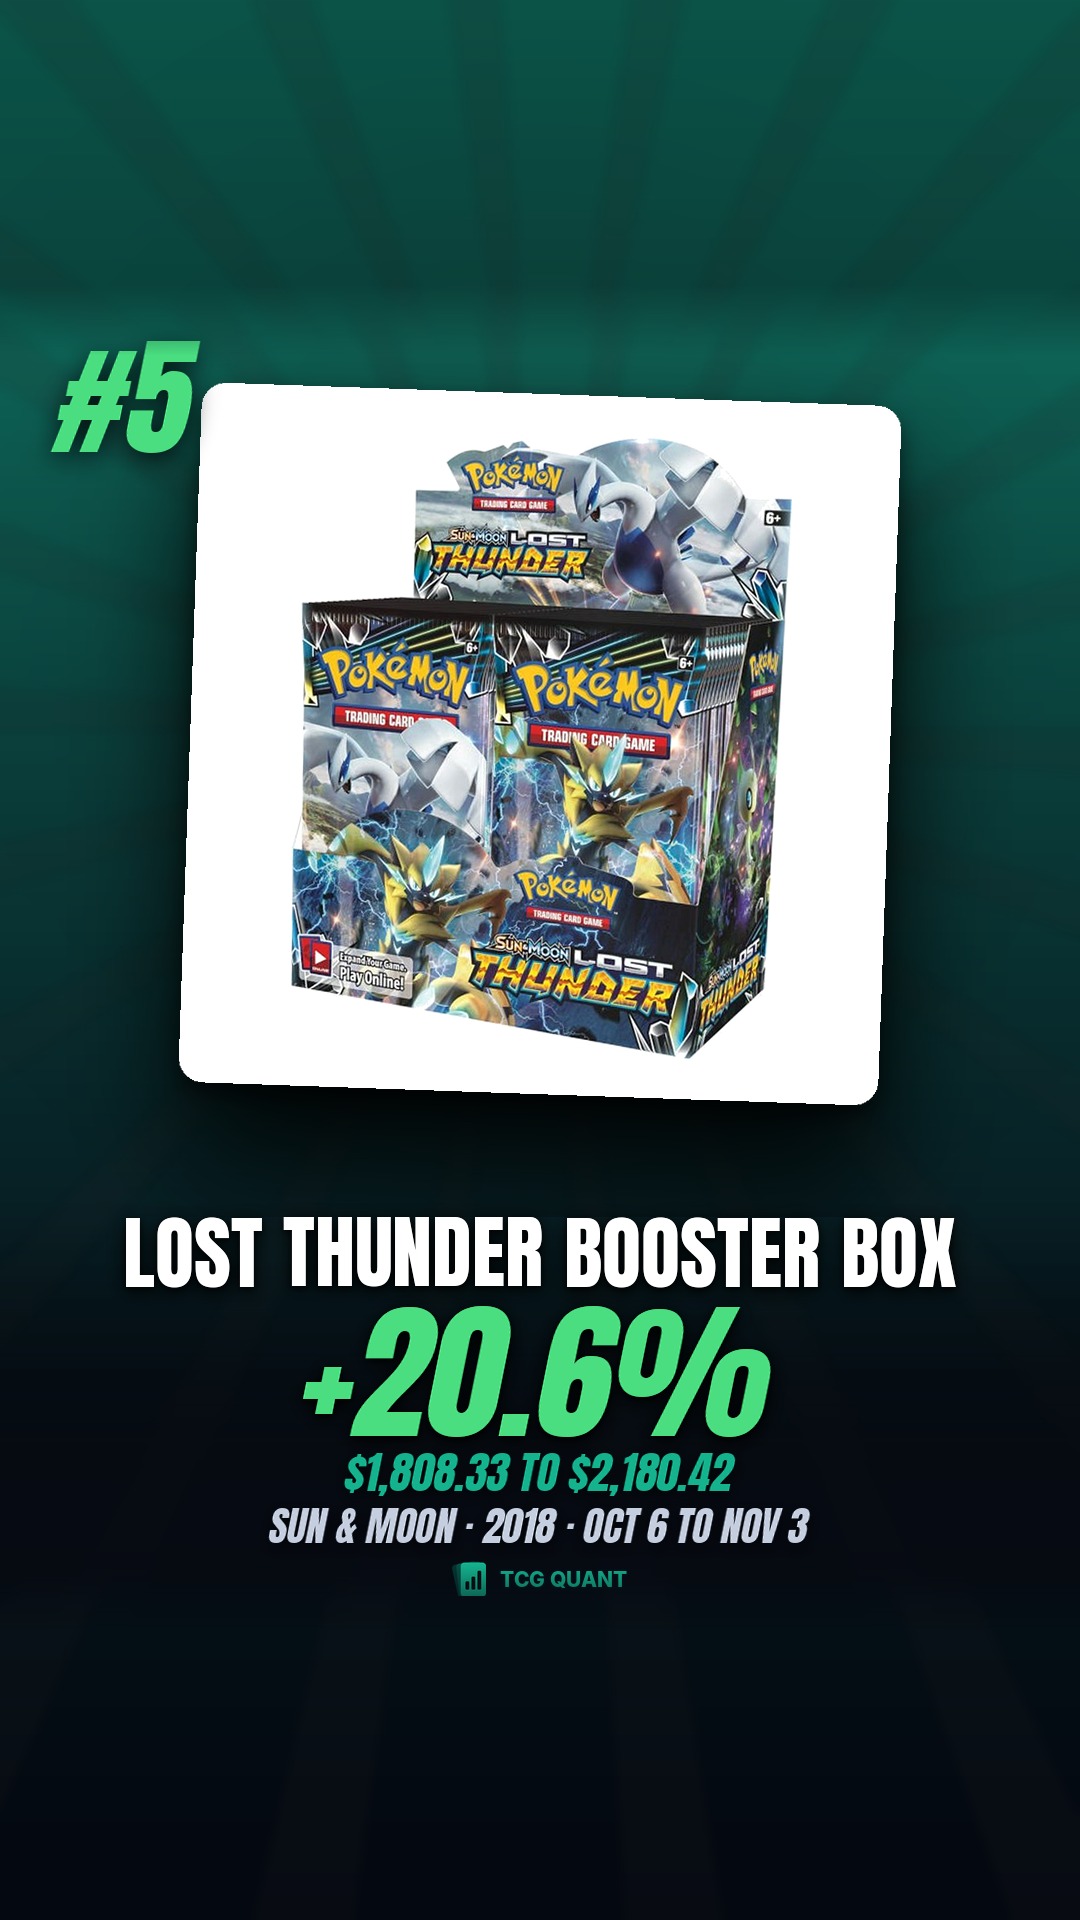 #5
POKÉMON
TRADING CARD GAME
6+
SUN & MOON LOST
THUNDER
POKÉMON
TRADING CARD GAME
6+
POKÉMON
TRADING CARD GAME
6+
POKÉMON
POKÉMON
TRADING CARD GAME
SUN & MOON LOST
THUNDER
Expand Your Game.
Play Online!
LOST
THUNDER
LOST THUNDER BOOSTER BOX
+20.6%
$1,808.33 TO $2,180.42
SUN & MOON · 2018 · OCT 6 TO NOV 3
TCG QUANT